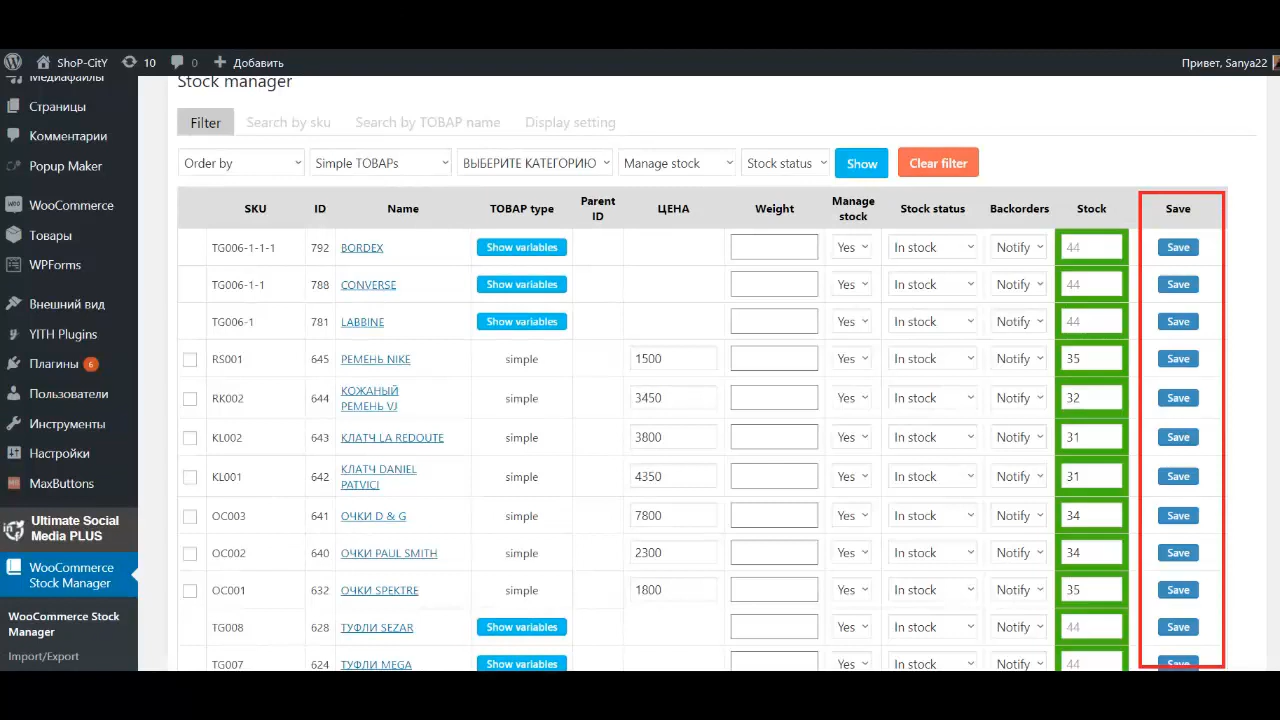 ShoP-CitY 10 0 Добавить Привет, Sanya22
Медиафайлы
Страницы
Комментарии
Popup Maker
WooCommerce
Товары
WPForms
Внешний вид
YITH Plugins
Плагины 6
Пользователи
Инструменты
Настройки
MaxButtons
Ultimate Social
Media PLUS
WooCommerce
Stock Manager
WooCommerce Stock
Manager
Import/Export
Stock manager
Filter Search by sku Search by ТОВАР name Display setting
Order by Simple ТОВАРs ВЫБЕРИТЕ КАТЕГОРИЮ Manage stock Stock status Show Clear filter
SKU ID Name ТОВАР type Parent ID ЦЕНА Weight Manage stock Stock status Backorders Stock Save
TG006-1-1-1 792 BORDEX Show variables Yes In stock Notify 44 Save
TG006-1-1 788 CONVERSE Show variables Yes In stock Notify 44 Save
TG006-1 781 LABBINE Show variables Yes In stock Notify 44 Save
RS001 645 РЕМЕНЬ NIKE simple 1500 Yes In stock Notify 35 Save
RK002 644 КОЖАНЫЙ РЕМЕНЬ VJ simple 3450 Yes In stock Notify 32 Save
KL002 643 КЛАТЧ LA REDOUTE simple 3800 Yes In stock Notify 31 Save
KL001 642 КЛАТЧ DANIEL PATVICI simple 4350 Yes In stock Notify 31 Save
OC003 641 ОЧКИ D & G simple 7800 Yes In stock Notify 34 Save
OC002 640 ОЧКИ PAUL SMITH simple 2300 Yes In stock Notify 34 Save
OC001 632 ОЧКИ SPEKTRE simple 1800 Yes In stock Notify 35 Save
TG008 628 ТУФЛИ SEZAR Show variables Yes In stock Notify 44 Save
TG007 624 ТУФЛИ MEGA Show variables Yes In stock Notify 44 Save